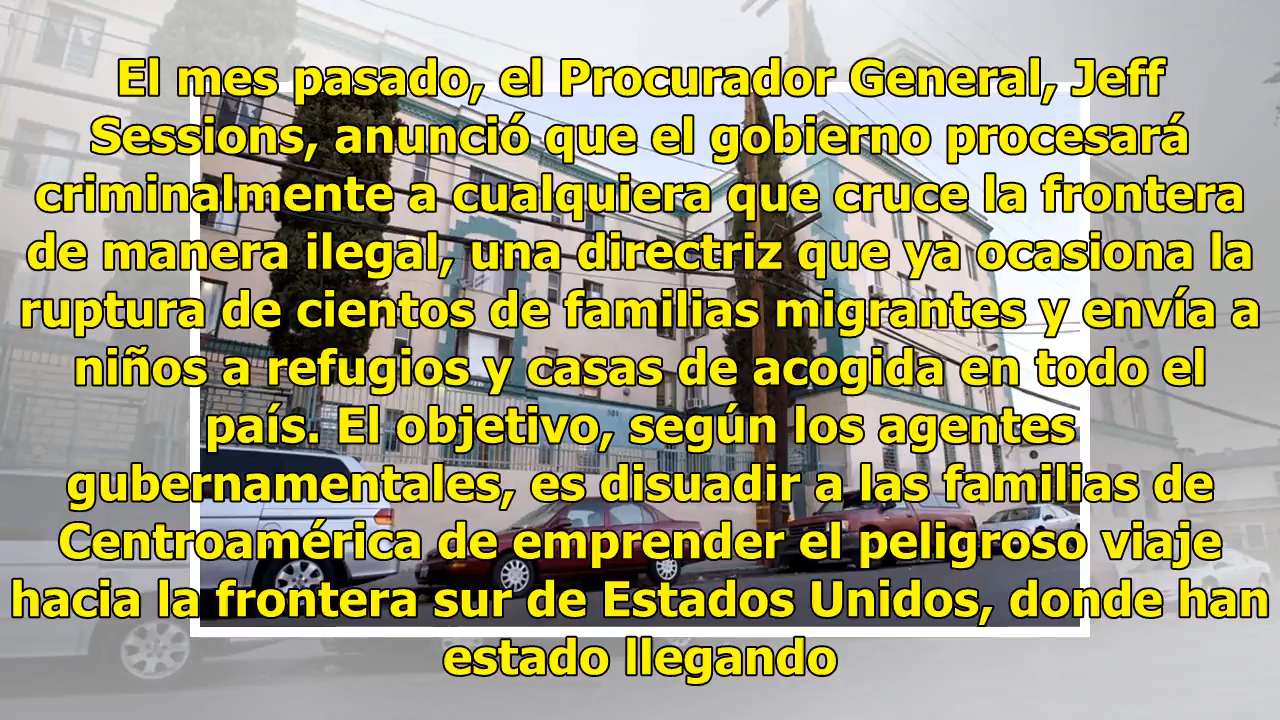 El mes pasado, el Procurador General, Jeff
Sessions, anunció que el gobierno procesará
criminalmente a cualquiera que cruce la frontera
de manera ilegal, una directriz que ya ocasiona la
ruptura de cientos de familias migrantes y envía a
niños a refugios y casas de acogida en todo el
país. El objetivo, según los agentes
gubernamentales, es disuadir a las familias de
Centroamérica de emprender el peligroso viaje
hacia la frontera sur de Estados Unidos, donde han
estado llegando